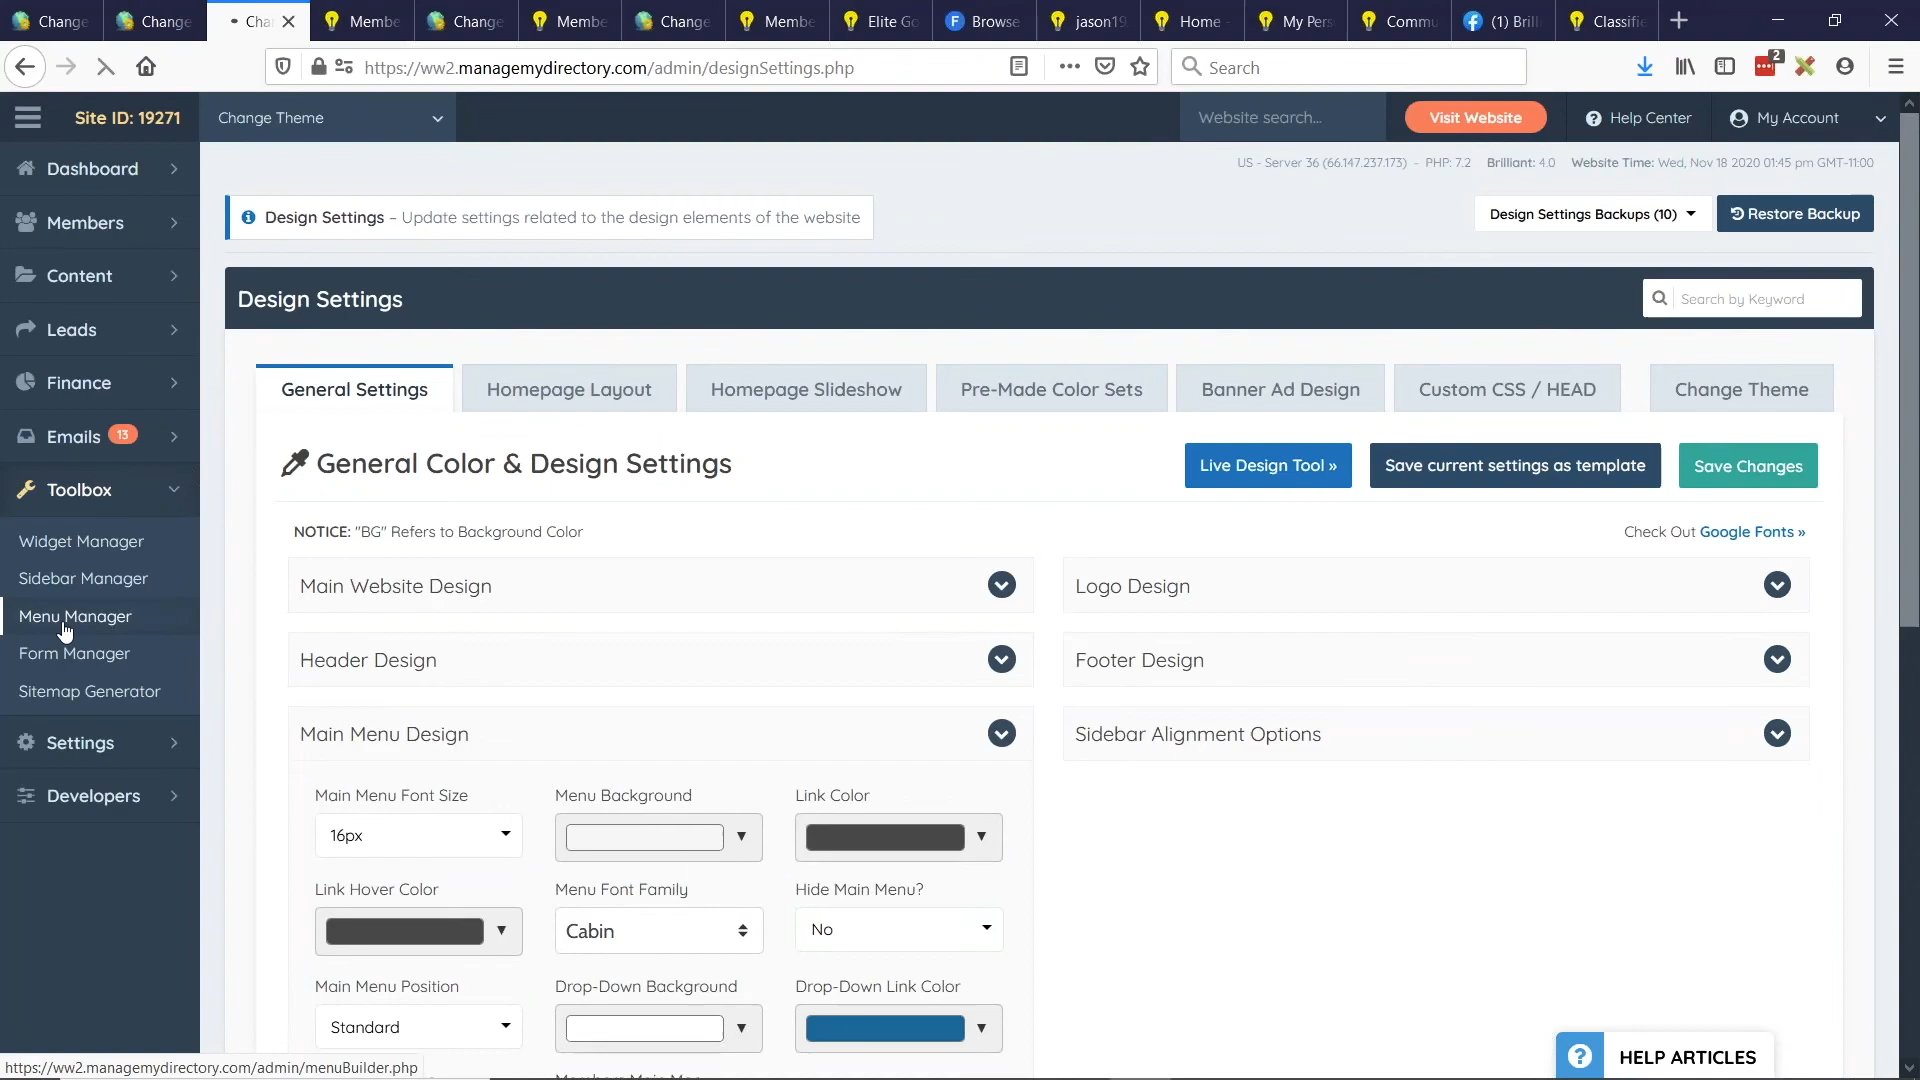 Change
Change
Cha
Membe
Change
Membe
Change
Membe
Elite Go
Browse
jason19
Home
My Pers
Commu
(1) Brill
Classifie
https://ww2.managemydirectory.com/admin/designSettings.php
Search
2
Site ID: 19271
Change Theme
Website search...
Visit Website
Help Center
My Account
US - Server 36 (66.147.237.173) - PHP: 7.2 Brilliant: 4.0 Website Time: Wed, Nov 18 2020 01:45 pm GMT-11:00
Dashboard
Members
Content
Leads
Finance
Emails 13
Toolbox
Widget Manager
Sidebar Manager
Menu Manager
Form Manager
Sitemap Generator
Settings
Developers
Design Settings – Update settings related to the design elements of the website
Design Settings Backups (10)
Restore Backup
Design Settings
Search by Keyword
General Settings
Homepage Layout
Homepage Slideshow
Pre-Made Color Sets
Banner Ad Design
Custom CSS / HEAD
Change Theme
General Color & Design Settings
Live Design Tool »
Save current settings as template
Save Changes
NOTICE: "BG" Refers to Background Color
Check Out Google Fonts »
Main Website Design
Logo Design
Header Design
Footer Design
Main Menu Design
Sidebar Alignment Options
Main Menu Font Size
Menu Background
Link Color
16px
Link Hover Color
Menu Font Family
Hide Main Menu?
Cabin
No
Main Menu Position
Drop-Down Background
Drop-Down Link Color
Standard
https://ww2.managemydirectory.com/admin/menuBuilder.php
HELP ARTICLES